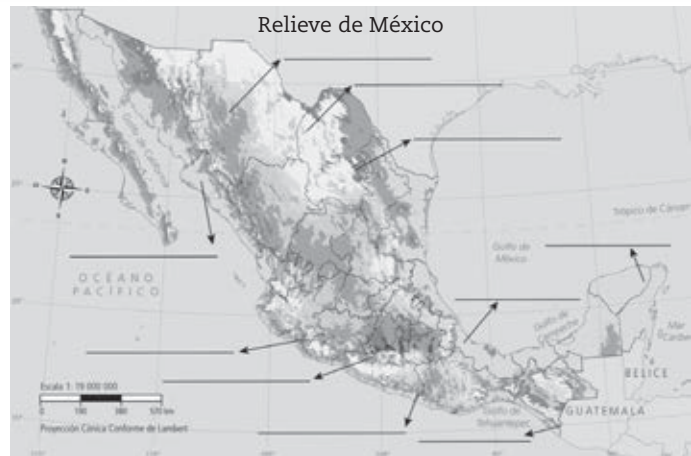 Relieve de México
Golfo de California
Trópico de Cáncer
Golfo de
México
OCÉANO
PACÍFICO
Golfo de
Campeche
Mar
Caribe
BELICE
Escala 1: 19 000 000
0 190 380 570 km
Golfo de
Tehuantepec
GUATEMALA
Proyección Cónica Conforme de Lambert